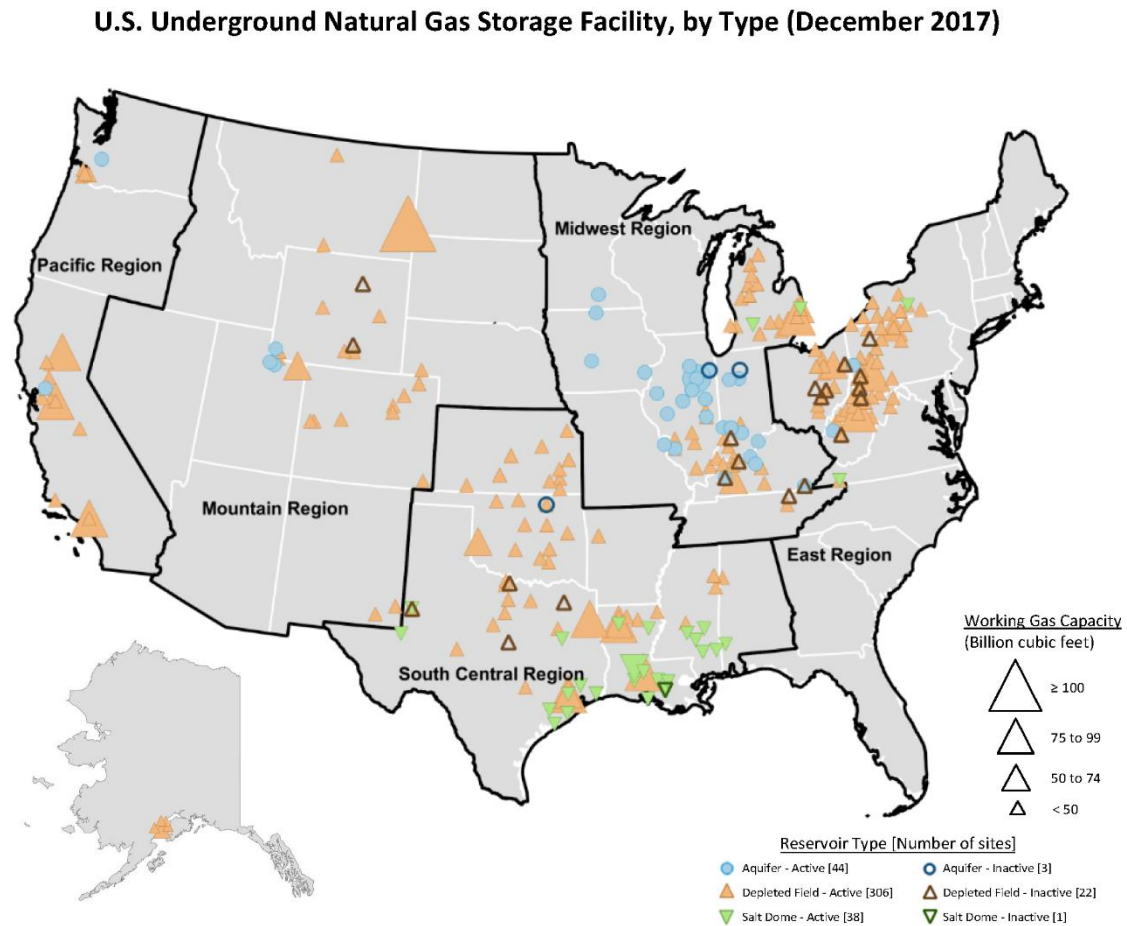 U.S. Underground Natural Gas Storage Facility, by Type (December 2017)
Midwest Region
Pacific Region
Mountain Region
East Region
South Central Region
Working Gas Capacity
(Billion cubic feet)
≥ 100
75 to 99
50 to 74
< 50
Reservoir Type [Number of sites]
Aquifer - Active [44]
Aquifer - Inactive [3]
Depleted Field - Active [306]
Depleted Field - Inactive [22]
Salt Dome - Active [38]
Salt Dome - Inactive [1]